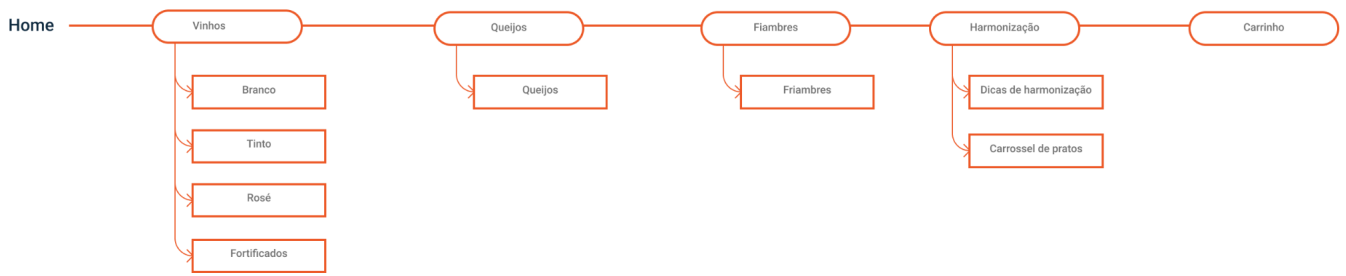 Home
Vinhos
Queijos
Fiambres
Harmonização
Carrinho
Branco
Queijos
Friambres
Dicas de harmonização
Tinto
Carrossel de pratos
Rosé
Fortificados